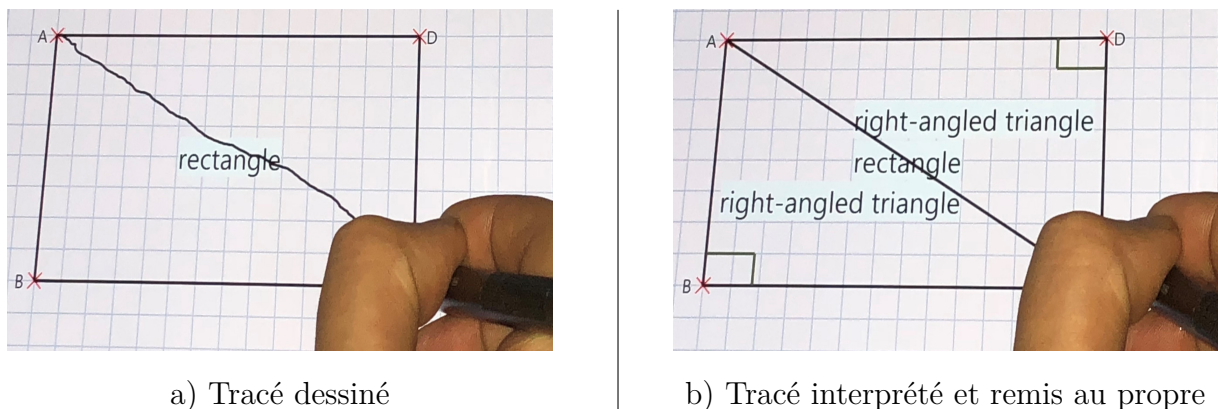 A
D
rectangle
B
a) Tracé dessiné
A
D
right-angled triangle
rectangle
right-angled triangle
B
b) Tracé interprété et remis au propre